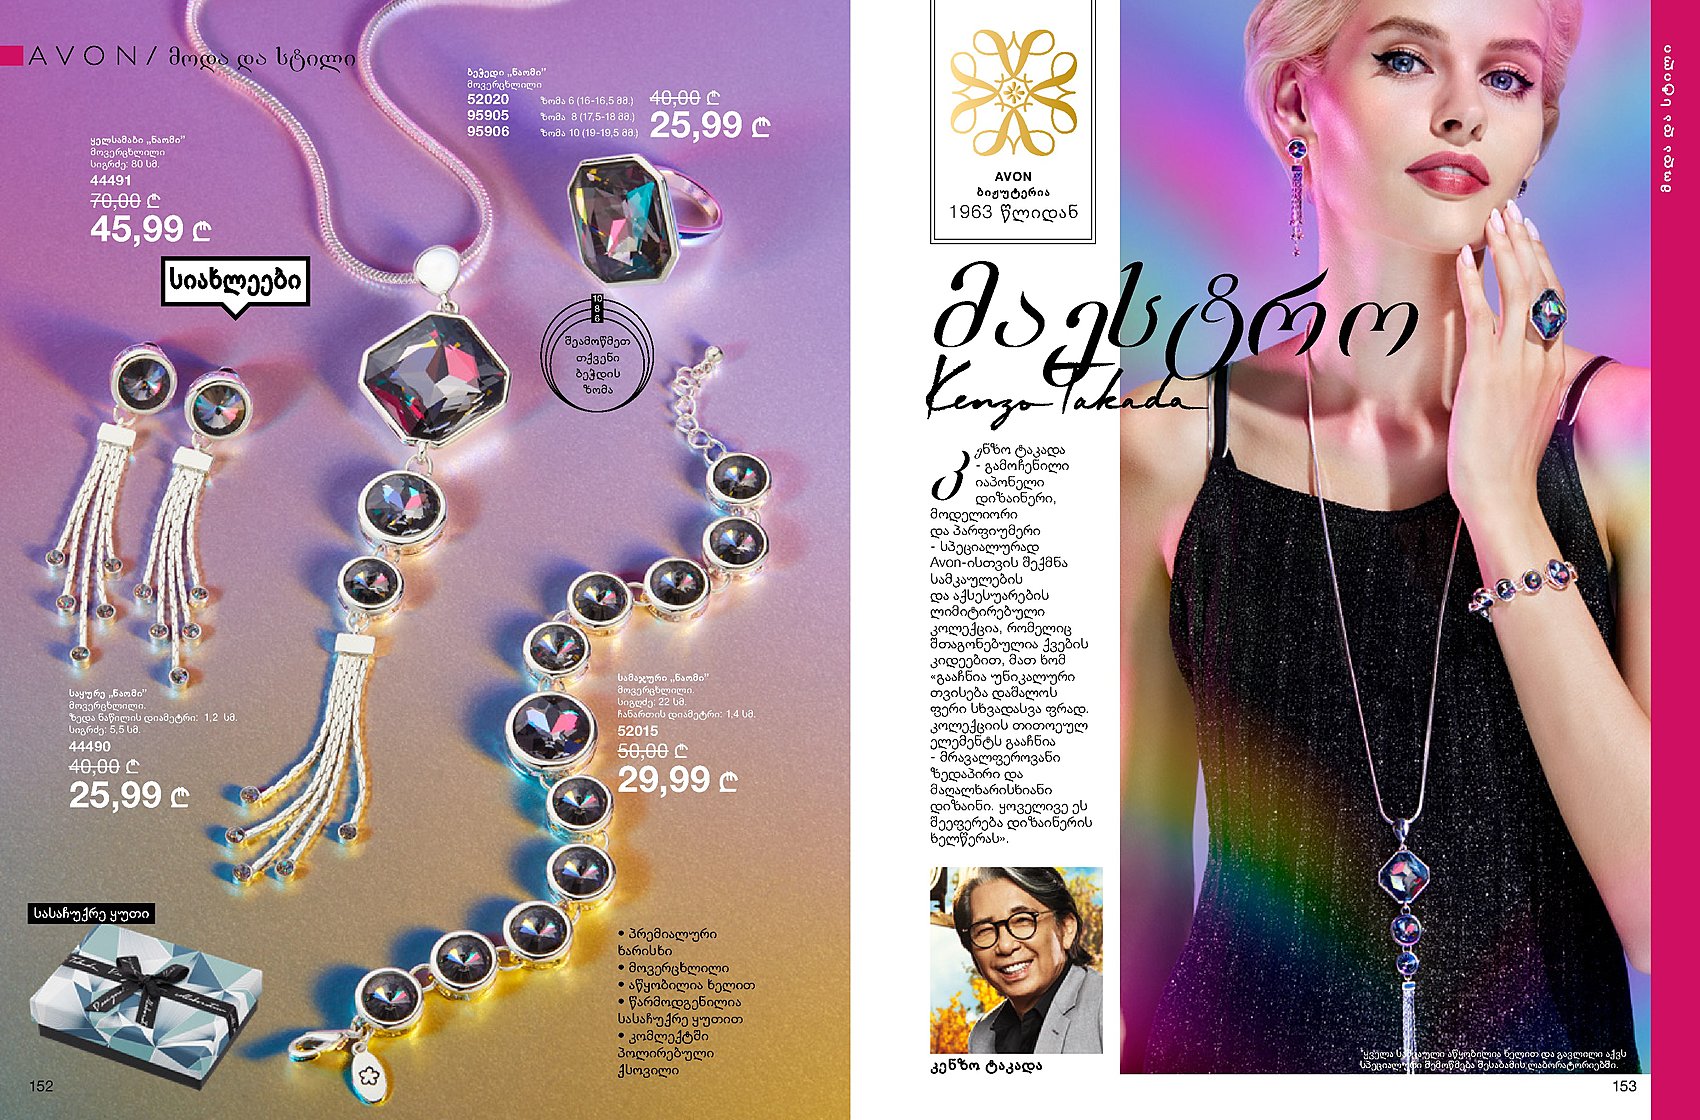 AVON/ მოდა და სტილი
ყელსაბამი „ნაომი”
მოვერცხლილი
სიგრძე: 80 სმ.
44491
70,00 ₾
45,99 ₾
სიახლეები
ბეჭედი „ნაომი”
მოვერცხლილი
52020 ზომა 6 (16-16,5 მმ.)
95905 ზომა 8 (17,5-18 მმ.)
95906 ზომა 10 (19-19,5 მმ.)
40,00 ₾
25,99 ₾
10
8
6
შეამოწმეთ
თქვენი
ბეჭდის
ზომა
საყურე „ნაომი”
მოვერცხლილი.
ზედა ნაწილის დიამეტრი: 1,2 სმ.
სიგრძე: 5,5 სმ.
44490
40,00 ₾
25,99 ₾
სამაჯური „ნაომი”
მოვერცხლილი.
სიგრძე: 22 სმ.
ჩანართის დიამეტრი: 1,4 სმ.
52015
50,00 ₾
29,99 ₾
სასაჩუქრე ყუთი
• პრემიალური
ხარისხი
• მოვერცხლილი
• აწყობილია ხელით
• წარმოდგენილია
სასაჩუქრე ყუთით
• კომლექტში
პოლირებული
ქსოვილი
152
AVON
ბიჟუტერია
1963 წლიდან
მაესტრო
Kenzo Takada
კენზო ტაკადა
- გამოჩენილი
იაპონელი
დიზაინერი,
მოდელიორი
და პარფიუმერი
- სპეციალურად
Avon-ისთვის შექმნა
სამკაულების
და აქსესუარების
ლიმიტირებული
კოლექცია, რომელიც
შთაგონებულია ქვების
კიდეებით, მათ ხომ
«გააჩნია უნიკალური
თვისება დაშალოს
ფერი სხვადასვა ფრად.
კოლექციის თითოეულ
ელემენტს გააჩნია
- მრავალფეროვანი
ზედაპირი და
მაღალხარისხიანი
დიზაინი. ყოველივე ეს
შეეფერება დიზაინერის
ხელწერას».
კენზო ტაკადა
მოდა და სტილი
*ყველა სამკაული აწყობილია ხელით და გავლილი აქვს
სპეციალური შემოწმება შესაბამის ლაბორატორიებში.
153